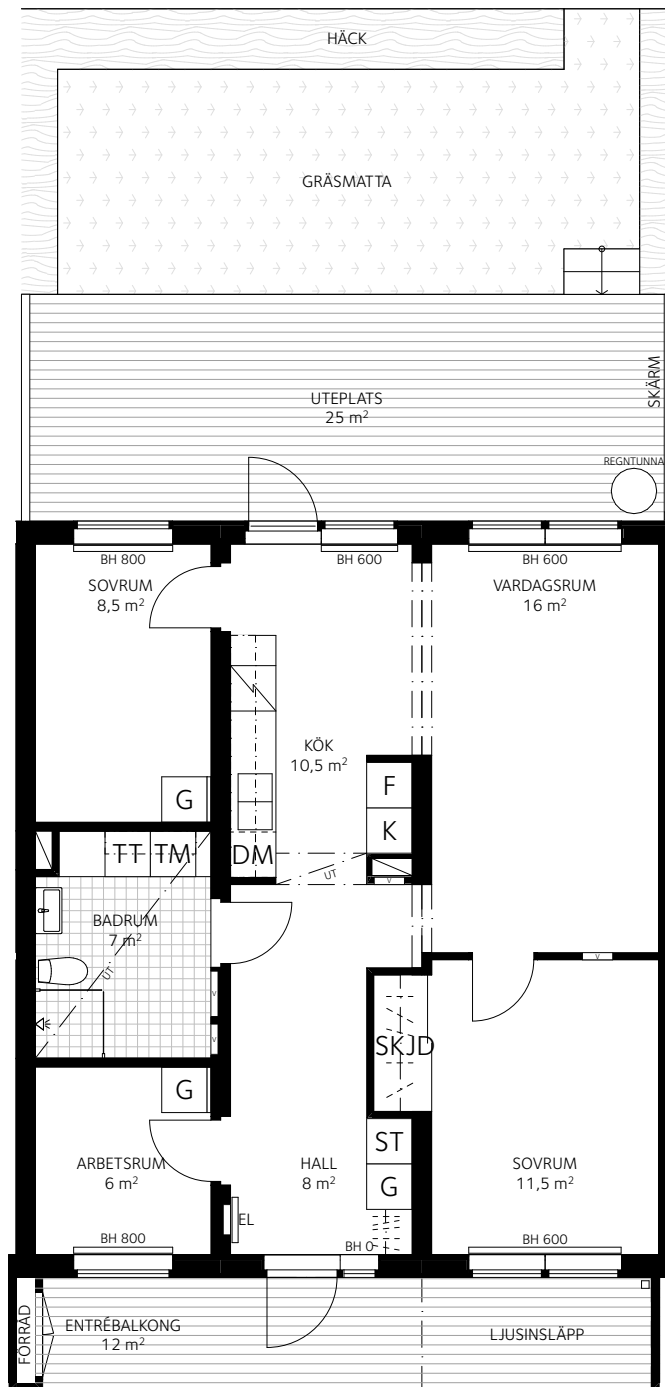 HÄCK
GRÄSMATTA
UTEPLATS
25 m²
SKÄRM
REGNTUNNA
BH 800
BH 600
BH 600
SOVRUM
8,5 m²
VARDAGSRUM
16 m²
KÖK
10,5 m²
F
G
K
TT
TM
DM
UT
V
BADRUM
7 m²
UT
V
V
V
SKJD
G
ST
ARBETSRUM
6 m²
HALL
8 m²
G
SOVRUM
11,5 m²
EL
BH 800
BH 0
BH 600
FÖRRÅD
ENTRÉBALKONG
12 m²
LJUSINSLÄPP